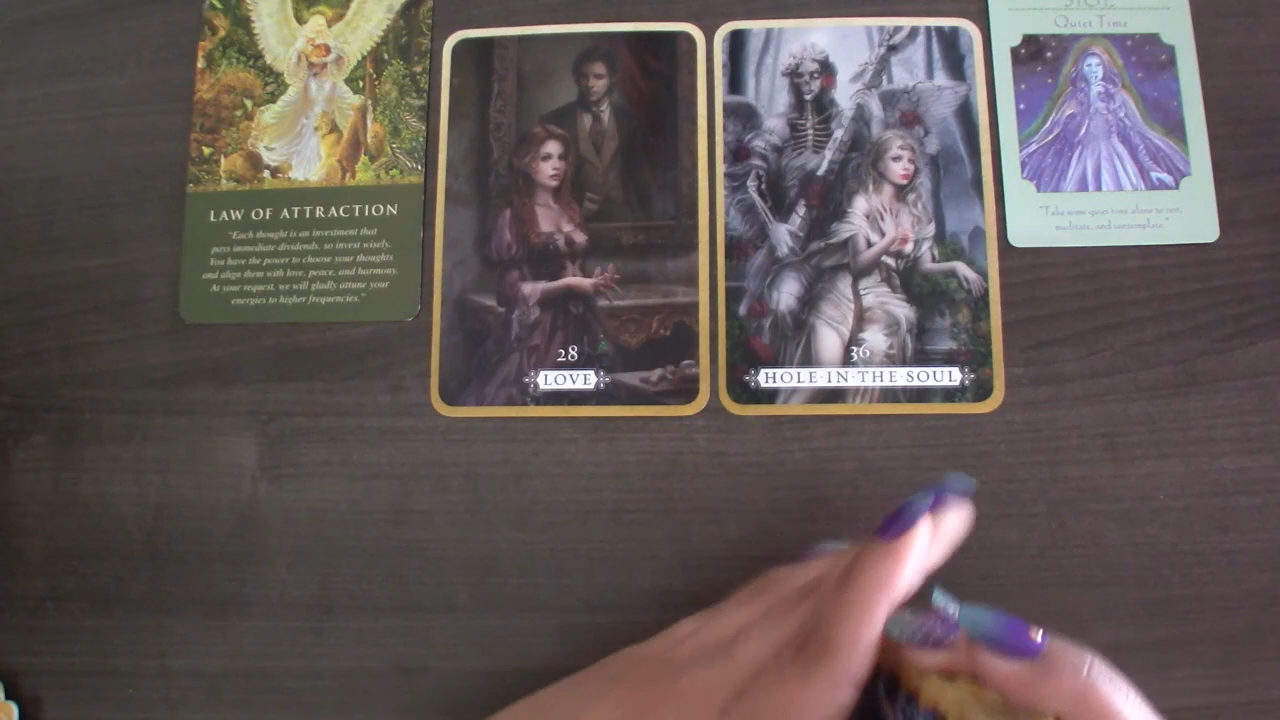 LAW OF ATTRACTION
"Each thought is an investment that
pays immediate dividends, so invest wisely.
You have the power to choose your thoughts
and align them with love, peace, and harmony.
At your request, we will gladly attune your
energies to higher frequencies."
28
LOVE
36
HOLE·IN·THE·SOUL
Quiet Time
"Take some quiet time alone to rest,
meditate, and contemplate."